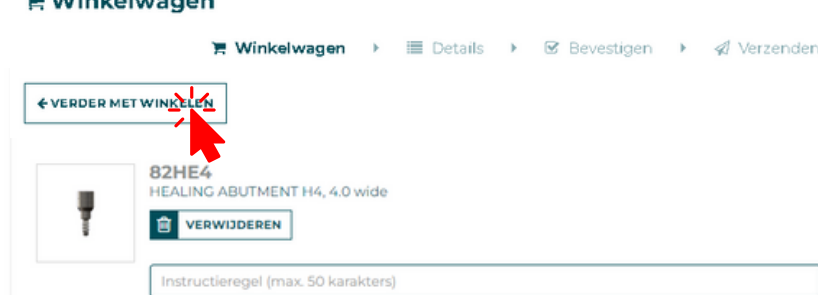 Winkelwagen
Winkelwagen Details Bevestigen Verzenden
VERDER MET WINKELEN
82HE4
HEALING ABUTMENT H4, 4.0 wide
VERWIJDEREN
Instructieregel (max. 50 karakters)